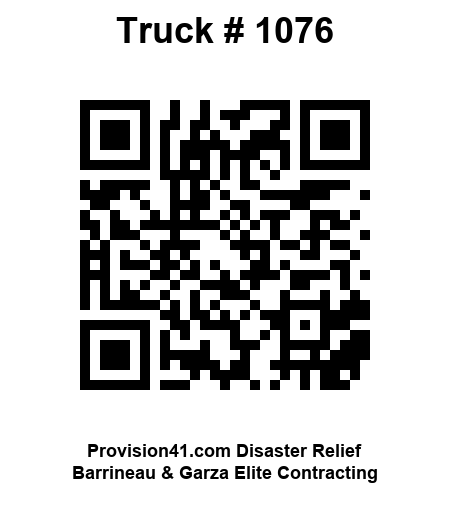 Truck # 1076
Provision41.com Disaster Relief
Barrineau & Garza Elite Contracting